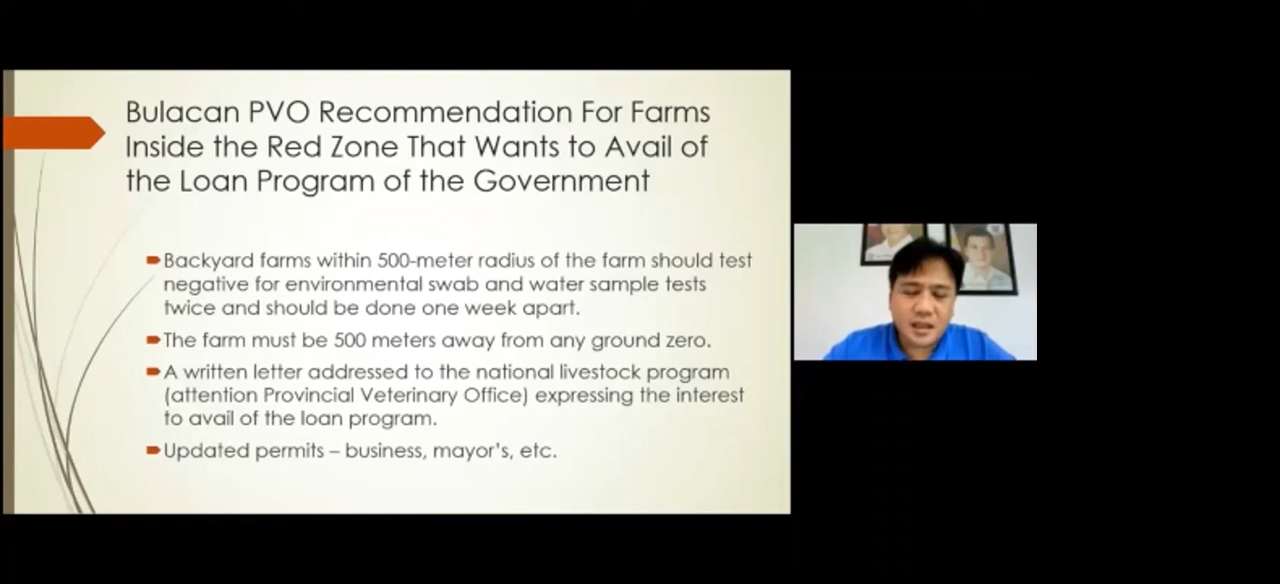 Bulacan PVO Recommendation For Farms
Inside the Red Zone That Wants to Avail of
the Loan Program of the Government
Backyard farms within 500-meter radius of the farm should test
negative for environmental swab and water sample tests
twice and should be done one week apart.
The farm must be 500 meters away from any ground zero.
A written letter addressed to the national livestock program
(attention Provincial Veterinary Office) expressing the interest
to avail of the loan program.
Updated permits – business, mayor's, etc.